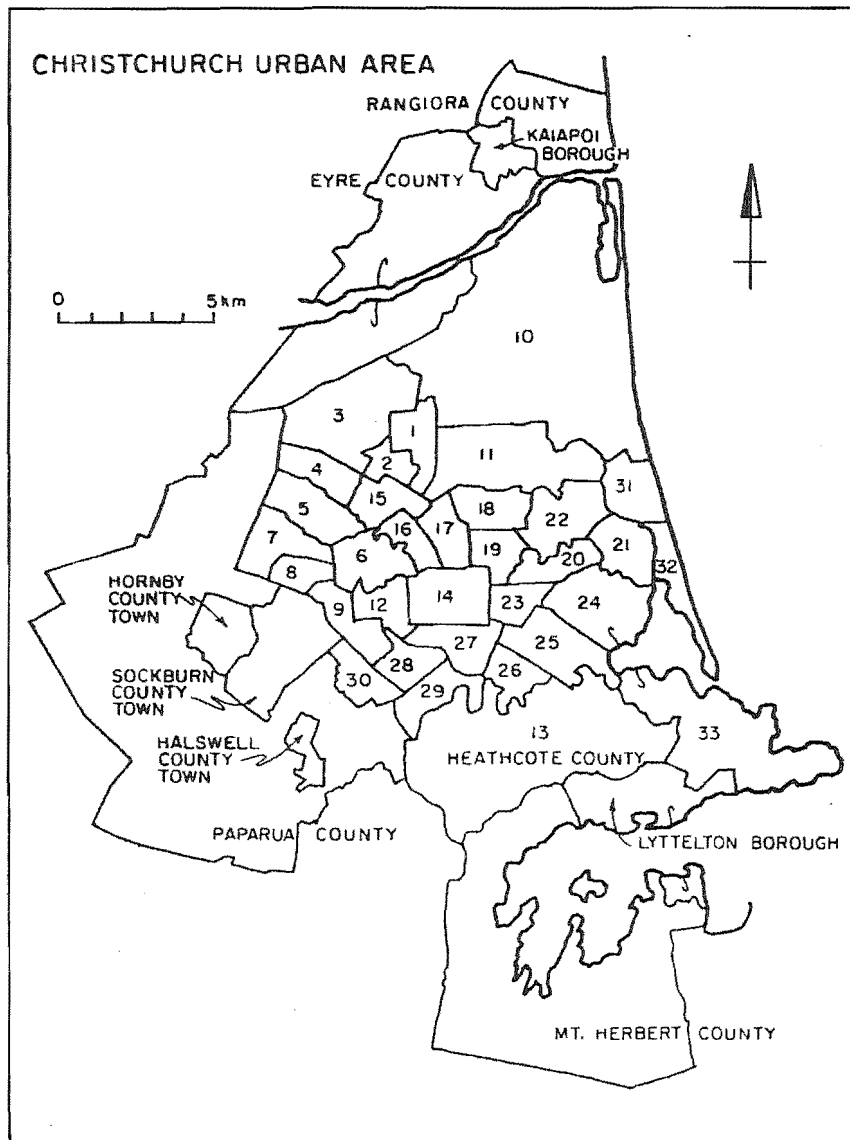 CHRISTCHURCH URBAN AREA
RANGIORA COUNTY
KAIAPOI
BOROUGH
EYRE COUNTY
0 5km
10
3
1
2
11
4
31
15
5
18
22
16
17
7
6
19
21
20
8
32
HORNBY
COUNTY
TOWN
9
12
14
23
24
27
25
28
26
30
SOCKBURN
COUNTY
TOWN
29
13
33
HALSWELL
COUNTY
TOWN
HEATHCOTE COUNTY
PAPARUA COUNTY
LYTTELTON BOROUGH
MT. HERBERT COUNTY